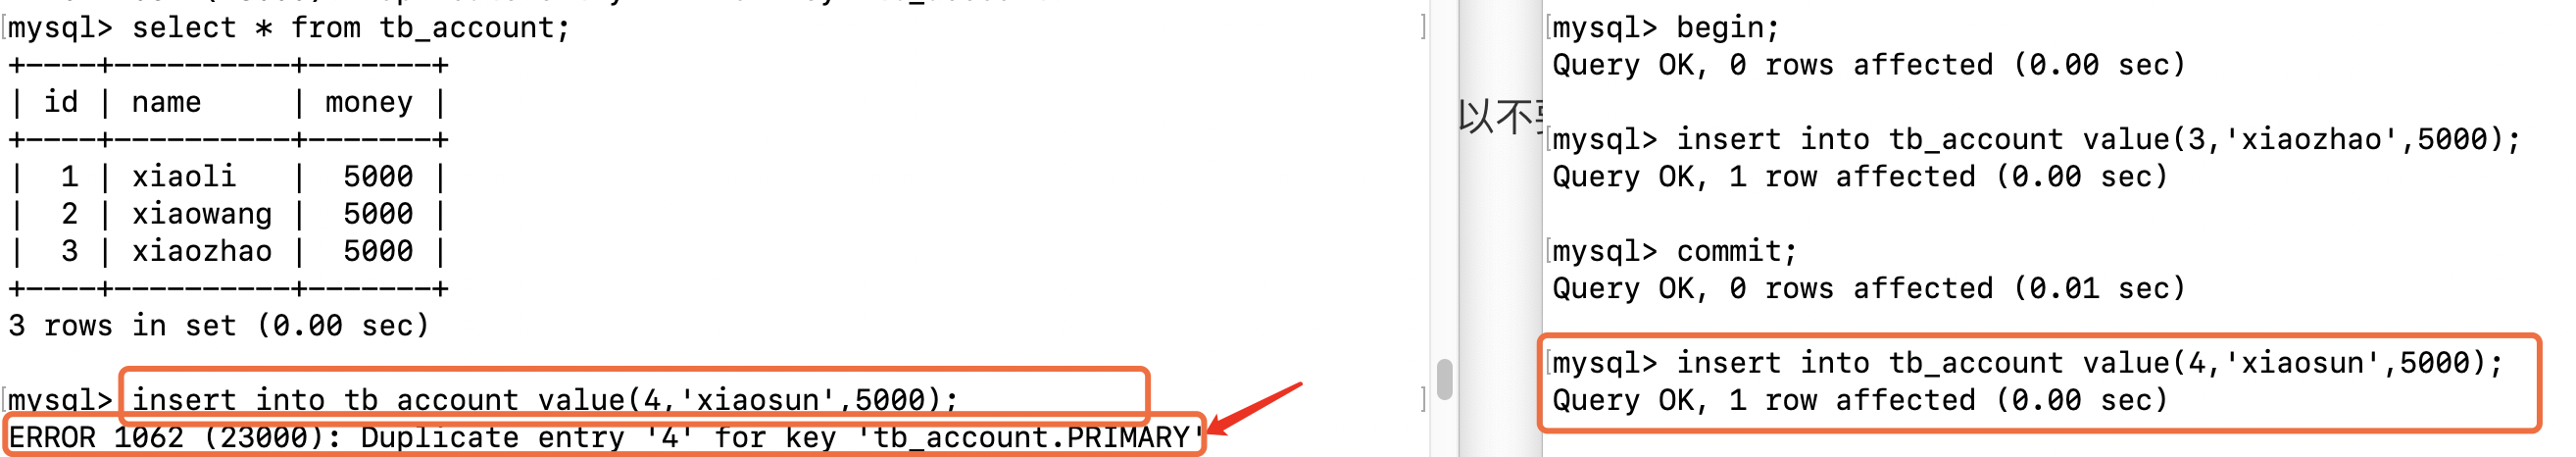 mysql> select * from tb_account;
+----+----------+-------+
| id | name     | money |
+----+----------+-------+
|  1 | xiaoli   |  5000 |
|  2 | xiaowang |  5000 |
|  3 | xiaozhao |  5000 |
+----+----------+-------+
3 rows in set (0.00 sec)
mysql> insert into tb_account value(4,'xiaosun',5000);
ERROR 1062 (23000): Duplicate entry '4' for key 'tb_account.PRIMARY'
以不
mysql> begin;
Query OK, 0 rows affected (0.00 sec)
mysql> insert into tb_account value(3,'xiaozhao',5000);
Query OK, 1 row affected (0.00 sec)
mysql> commit;
Query OK, 0 rows affected (0.01 sec)
mysql> insert into tb_account value(4,'xiaosun',5000);
Query OK, 1 row affected (0.00 sec)